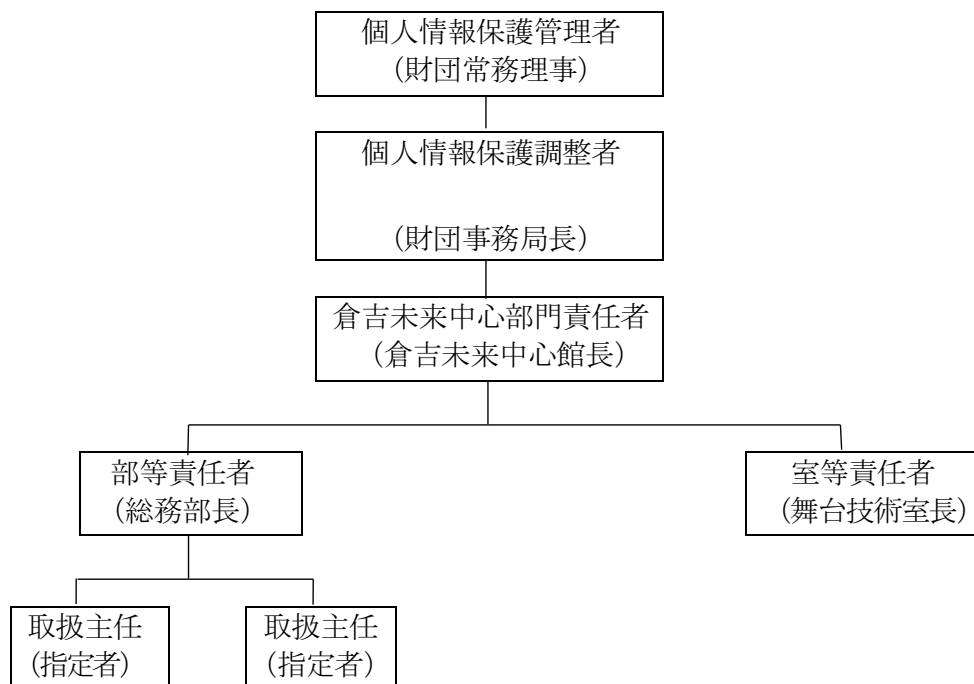 個人情報保護管理者
（財団常務理事）
個人情報保護調整者
（財団事務局長）
倉吉未来中心部門責任者
（倉吉未来中心館長）
部等責任者
（総務部長）
室等責任者
（舞台技術室長）
取扱主任
（指定者）
取扱主任
（指定者）